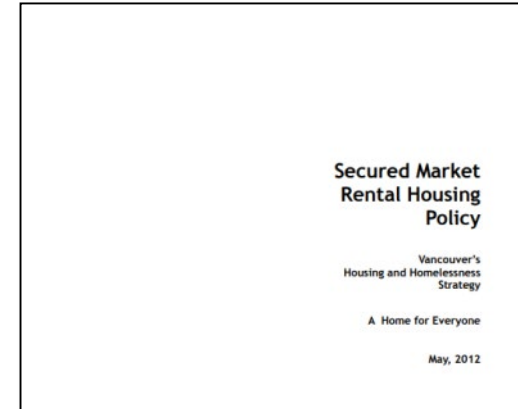 Secured Market
Rental Housing
Policy
Vancouver's
Housing and Homelessness
Strategy
A Home for Everyone
May, 2012